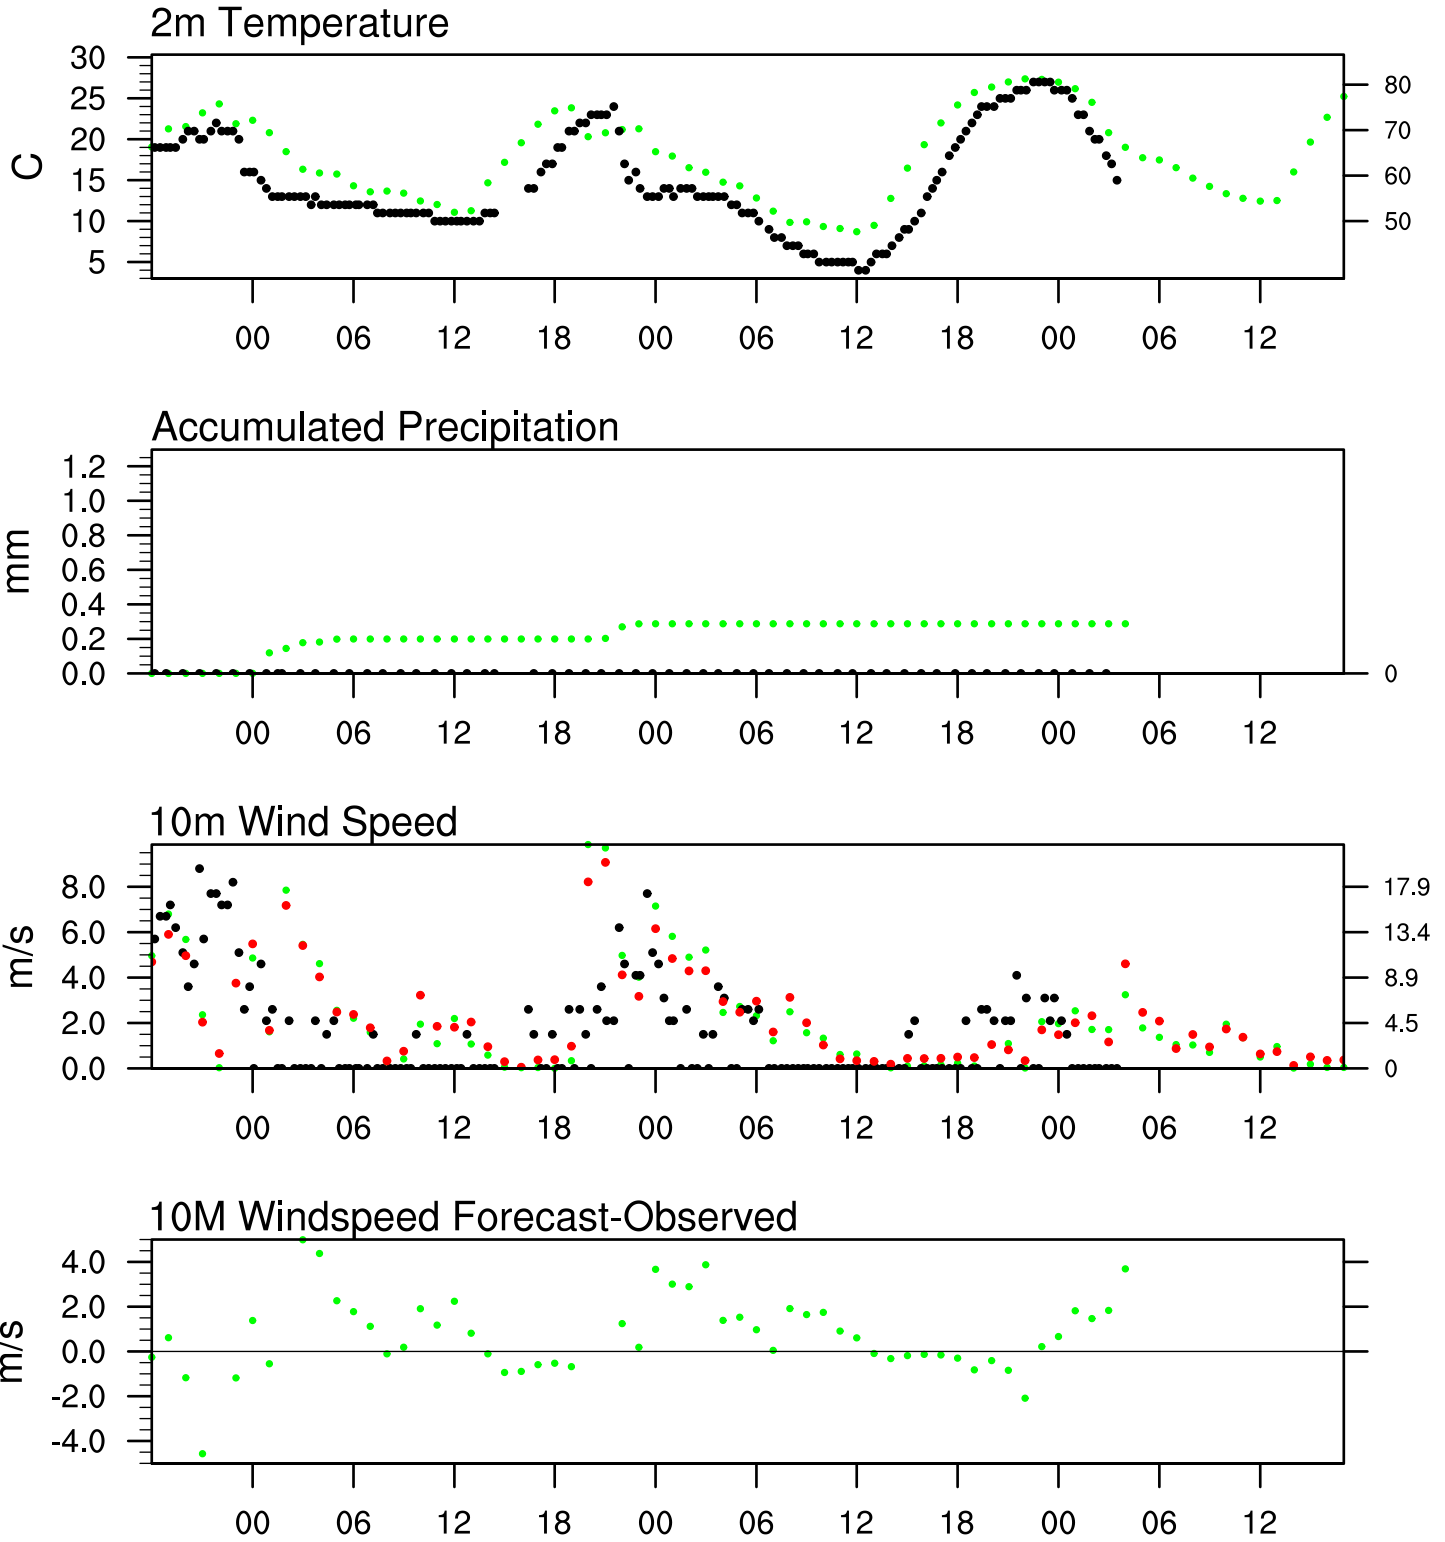 2m Temperature
30
25
20
15
10
5
C
80
70
60
50
00 06 12 18 00 06 12 18 00 06 12
Accumulated Precipitation
1.2
1.0
0.8
0.6
0.4
0.2
0.0
mm
0
00 06 12 18 00 06 12 18 00 06 12
10m Wind Speed
8.0
6.0
4.0
2.0
0.0
m/s
17.9
13.4
8.9
4.5
0
00 06 12 18 00 06 12 18 00 06 12
10M Windspeed Forecast-Observed
4.0
2.0
0.0
-2.0
-4.0
m/s
00 06 12 18 00 06 12 18 00 06 12